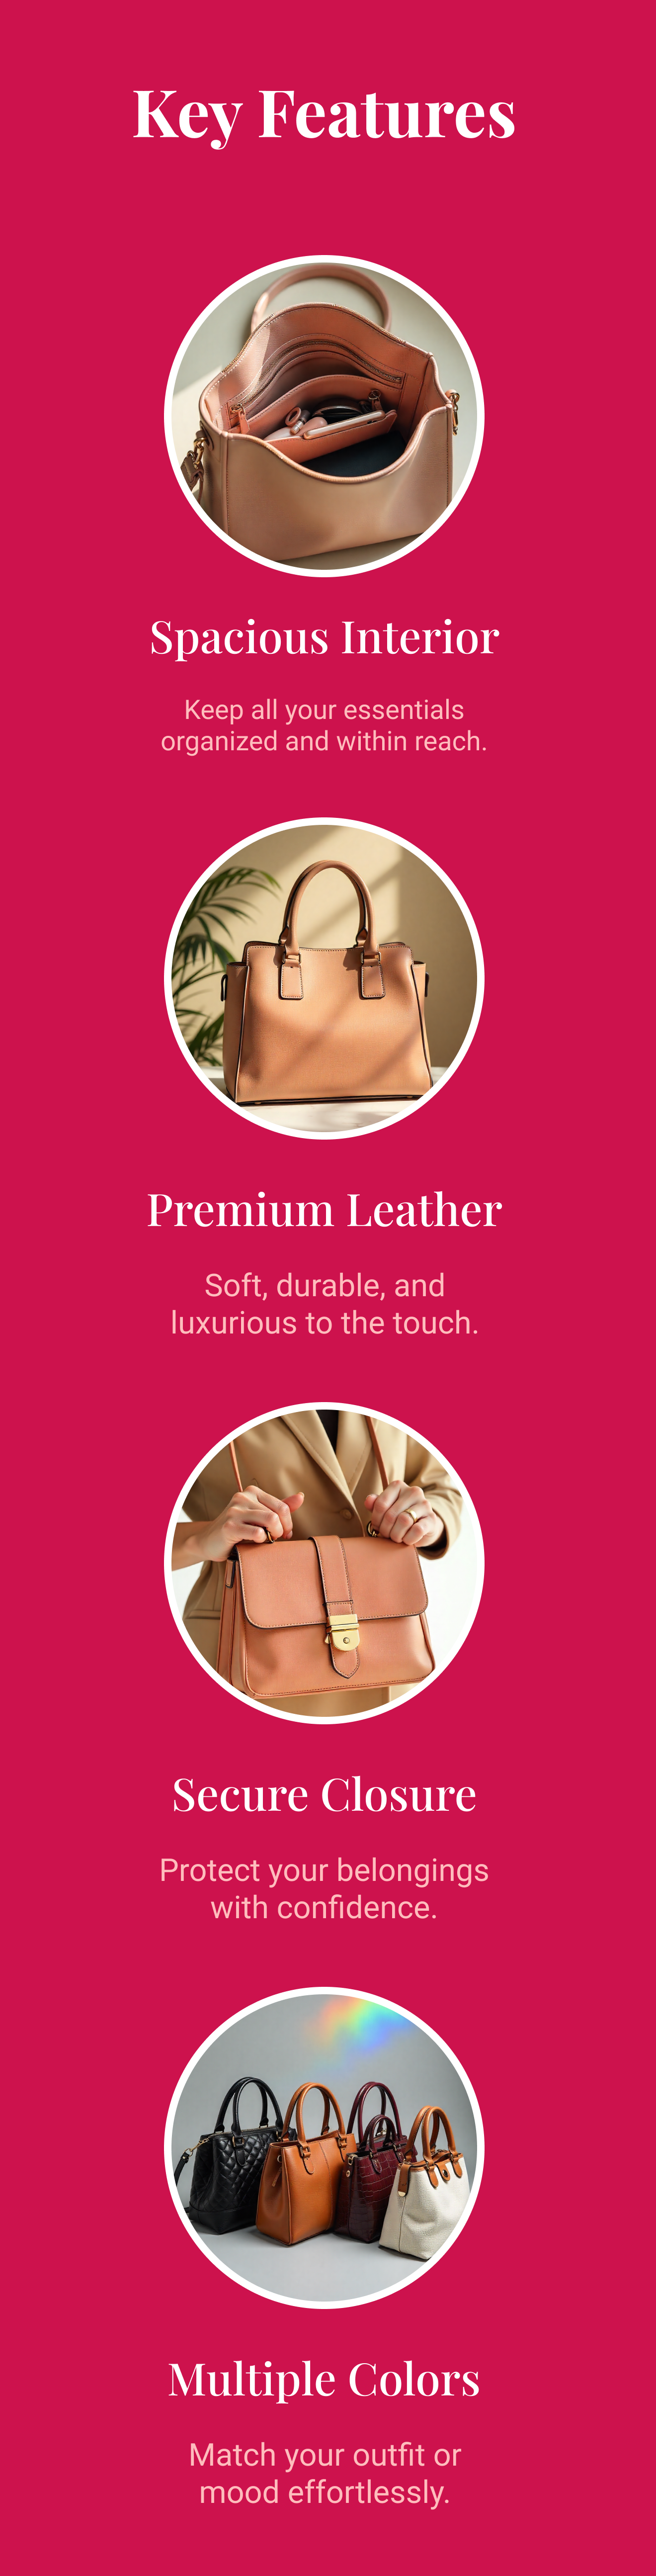 Key Features
Spacious Interior
Keep all your essentials
organized and within reach.
Premium Leather
Soft, durable, and
luxurious to the touch.
Secure Closure
Protect your belongings
with confidence.
Multiple Colors
Match your outfit or
mood effortlessly.